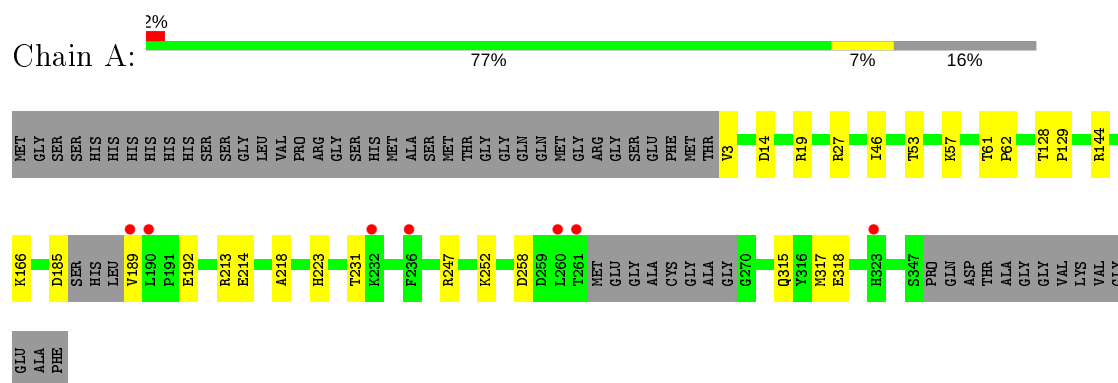 2%
Chain A:
77% 7% 16%
MET GLY SER SER HIS HIS HIS HIS HIS HIS SER SER GLY LEU VAL PRO ARG GLY SER HIS MET ALA SER MET THR GLY GLY GLN GLN MET GLY ARG GLY SER GLU PHE MET THR V3 D14 R19 R27 I46 T53 K57 T61 P62 T128 P129 R144
K166 D185 SER HIS LEU V189 L190 P191 E192 R213 E214 A218 H223 T231 K232 F236 R247 K252 D258 D259 L260 T261 MET GLU GLY ALA CYS GLY ALA GLY G270 Q315 Y316 M317 E318 H323 S347 PRO GLN ASP THR ALA GLY GLY VAL LYS VAL GLY
GLU ALA PHE